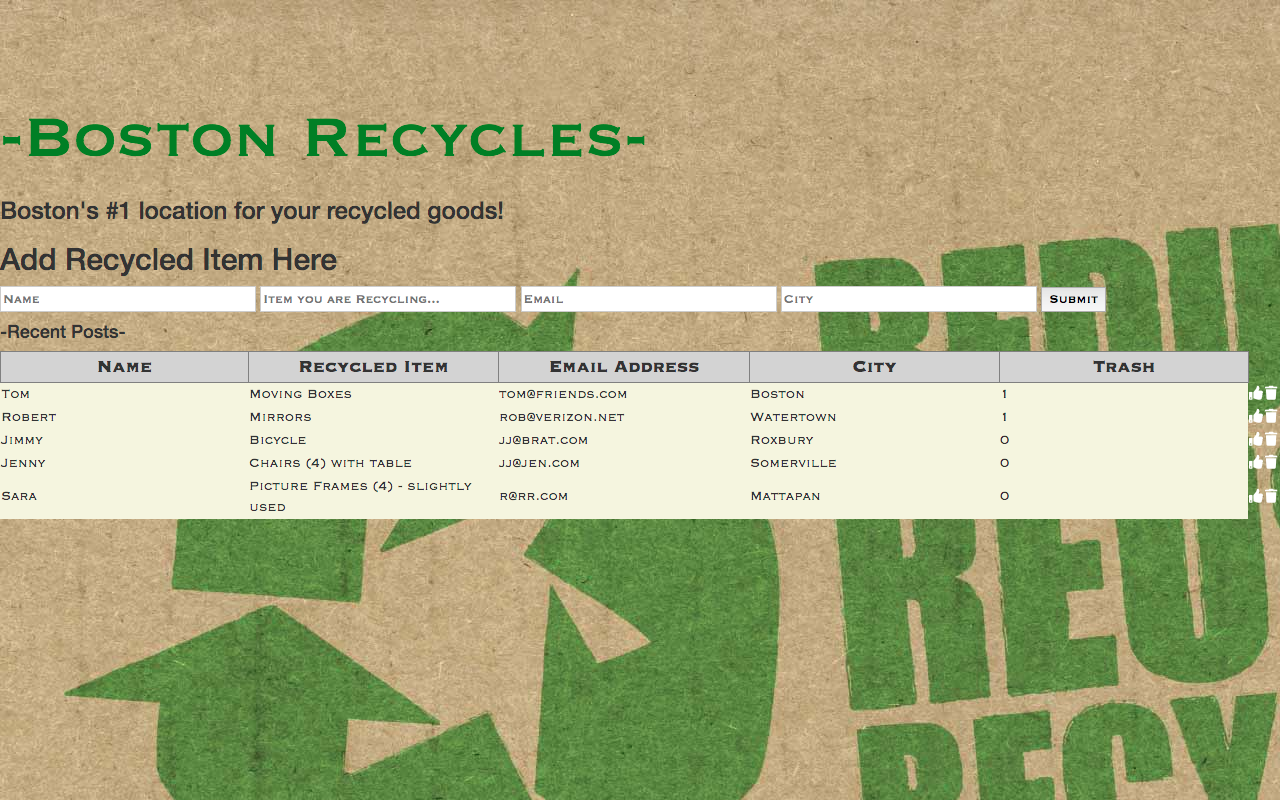 -Boston Recycles-
Boston's #1 location for your recycled goods!
Add Recycled Item Here
Name Item you are Recycling... Email City Submit
-Recent Posts-
Name Recycled Item Email Address City Trash
Tom Moving Boxes tom@friends.com Boston 1
Robert Mirrors rob@verizon.net Watertown 1
Jimmy Bicycle jj@brat.com Roxbury 0
Jenny Chairs (4) with table jj@jen.com Somerville 0
Sara Picture Frames (4) - slightly used r@rr.com Mattapan 0
REDU
REU
RECY